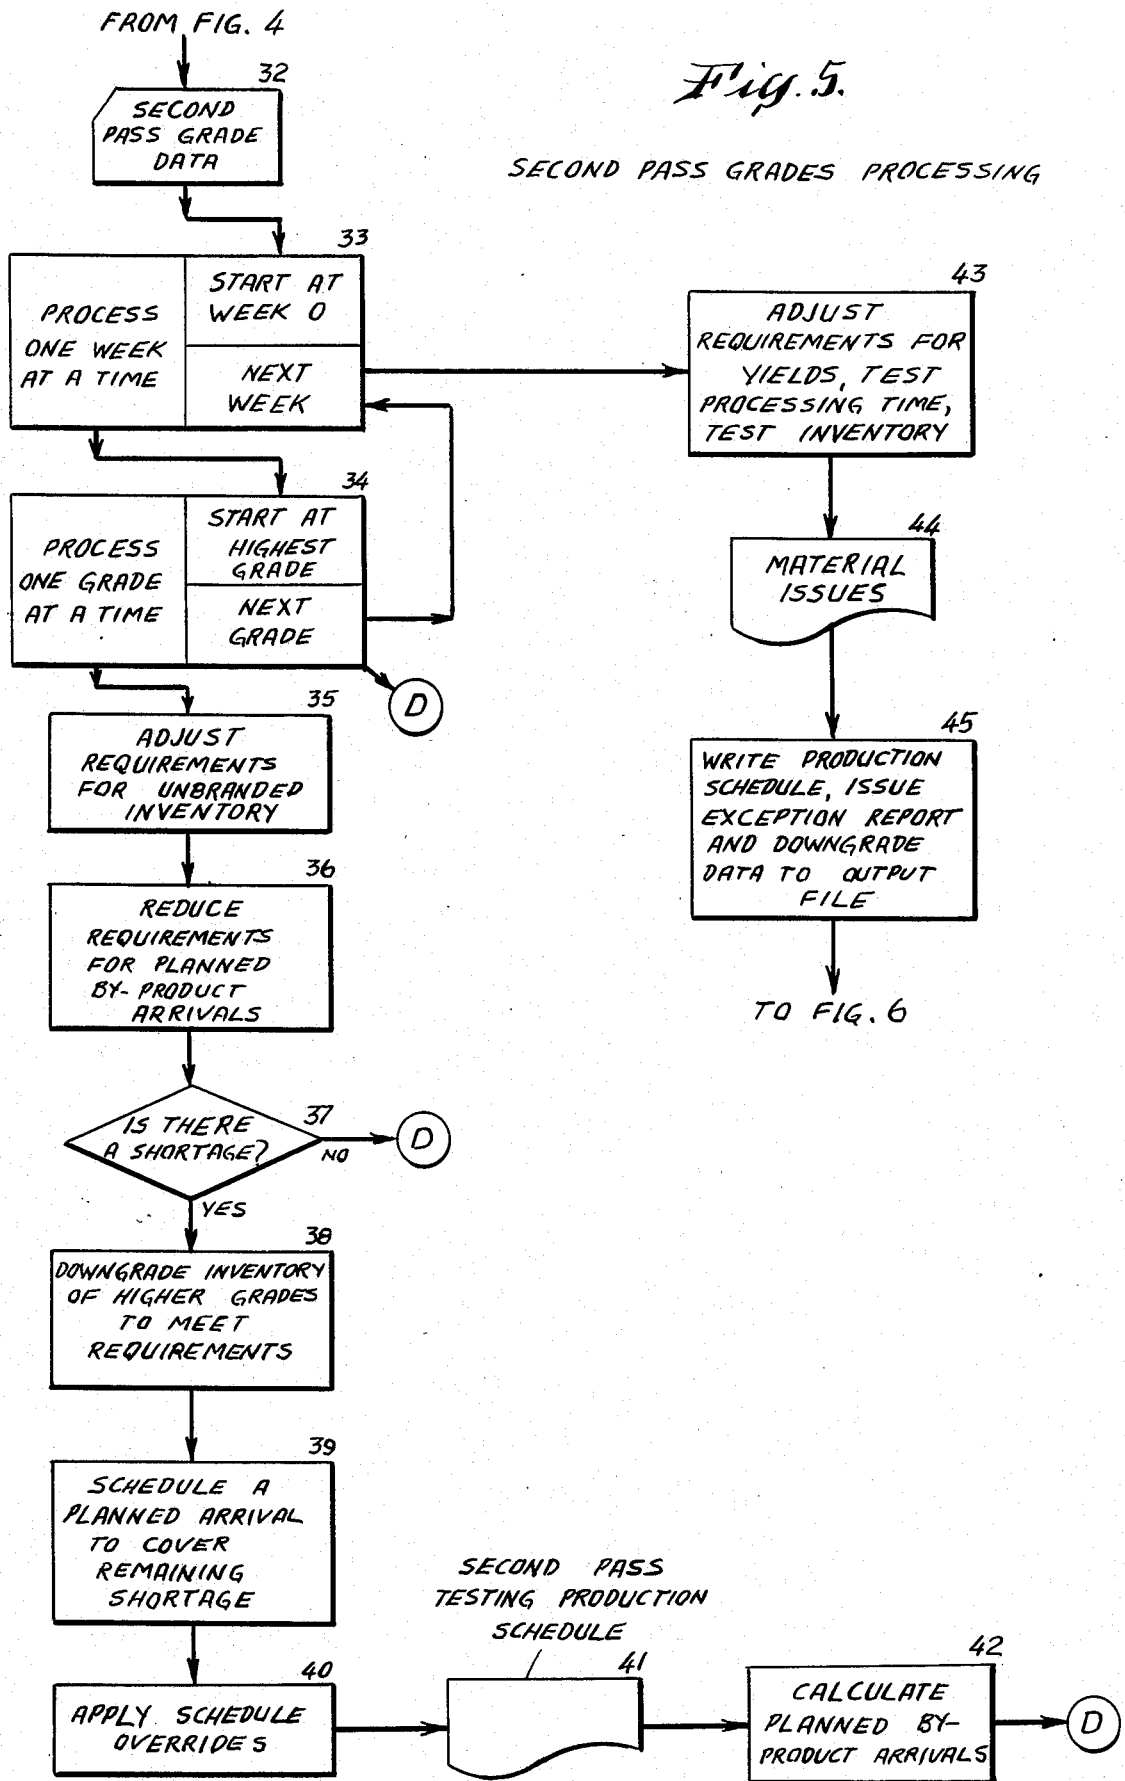 FROM FIG. 4
Fig. 5.
SECOND PASS GRADES PROCESSING
32
SECOND
PASS GRADE
DATA
33
PROCESS
ONE WEEK
AT A TIME
START AT
WEEK 0
NEXT
WEEK
34
PROCESS
ONE GRADE
AT A TIME
START AT
HIGHEST
GRADE
NEXT
GRADE
D
35
ADJUST
REQUIREMENTS
FOR UNBRANDED
INVENTORY
36
REDUCE
REQUIREMENTS
FOR PLANNED
BY-PRODUCT
ARRIVALS
37
IS THERE
A SHORTAGE?
NO
D
YES
38
DOWNGRADE INVENTORY
OF HIGHER GRADES
TO MEET
REQUIREMENTS
39
SCHEDULE A
PLANNED ARRIVAL
TO COVER
REMAINING
SHORTAGE
40
APPLY SCHEDULE
OVERRIDES
SECOND PASS
TESTING PRODUCTION
SCHEDULE
41
42
CALCULATE
PLANNED BY-
PRODUCT ARRIVALS
D
43
ADJUST
REQUIREMENTS FOR
YIELDS, TEST
PROCESSING TIME,
TEST INVENTORY
44
MATERIAL
ISSUES
45
WRITE PRODUCTION
SCHEDULE, ISSUE
EXCEPTION REPORT
AND DOWNGRADE
DATA TO OUTPUT
FILE
TO FIG. 6